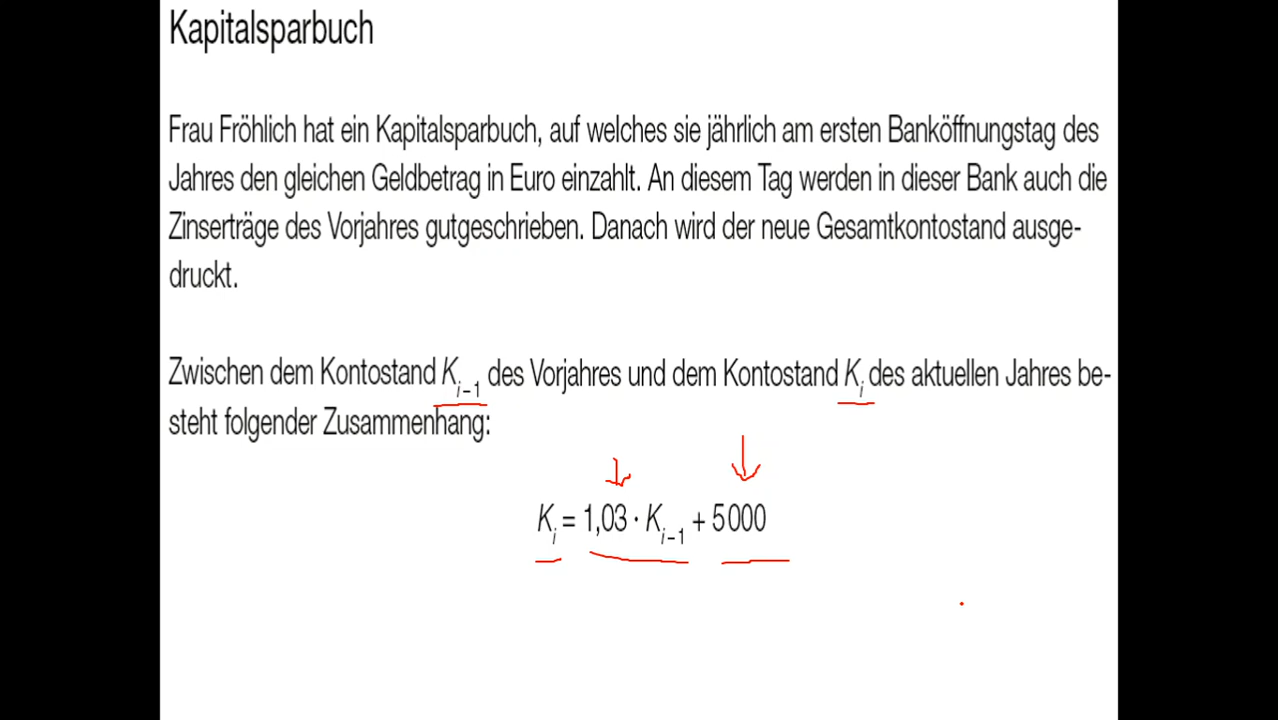 Kapitalsparbuch
Frau Fröhlich hat ein Kapitalsparbuch, auf welches sie jährlich am ersten Banköffnungstag des
Jahres den gleichen Geldbetrag in Euro einzahlt. An diesem Tag werden in dieser Bank auch die
Zinserträge des Vorjahres gutgeschrieben. Danach wird der neue Gesamtkontostand ausge-
druckt.
Zwischen dem Kontostand K_{i–1} des Vorjahres und dem Kontostand K_i des aktuellen Jahres be-
steht folgender Zusammenhang:
K_i = 1,03 · K_{i–1} + 5000